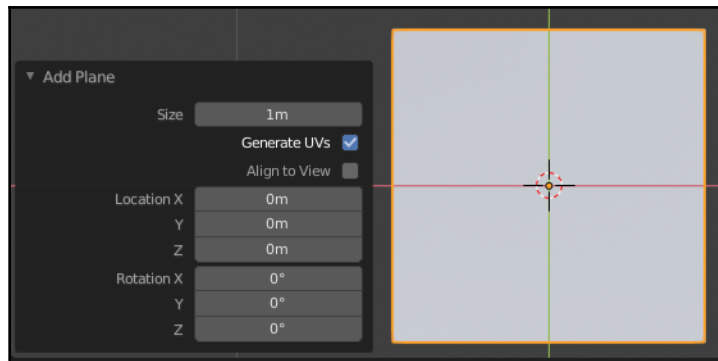 Add Plane
Size 1m
Generate UVs
Align to View
Location X 0m
Y 0m
Z 0m
Rotation X 0°
Y 0°
Z 0°